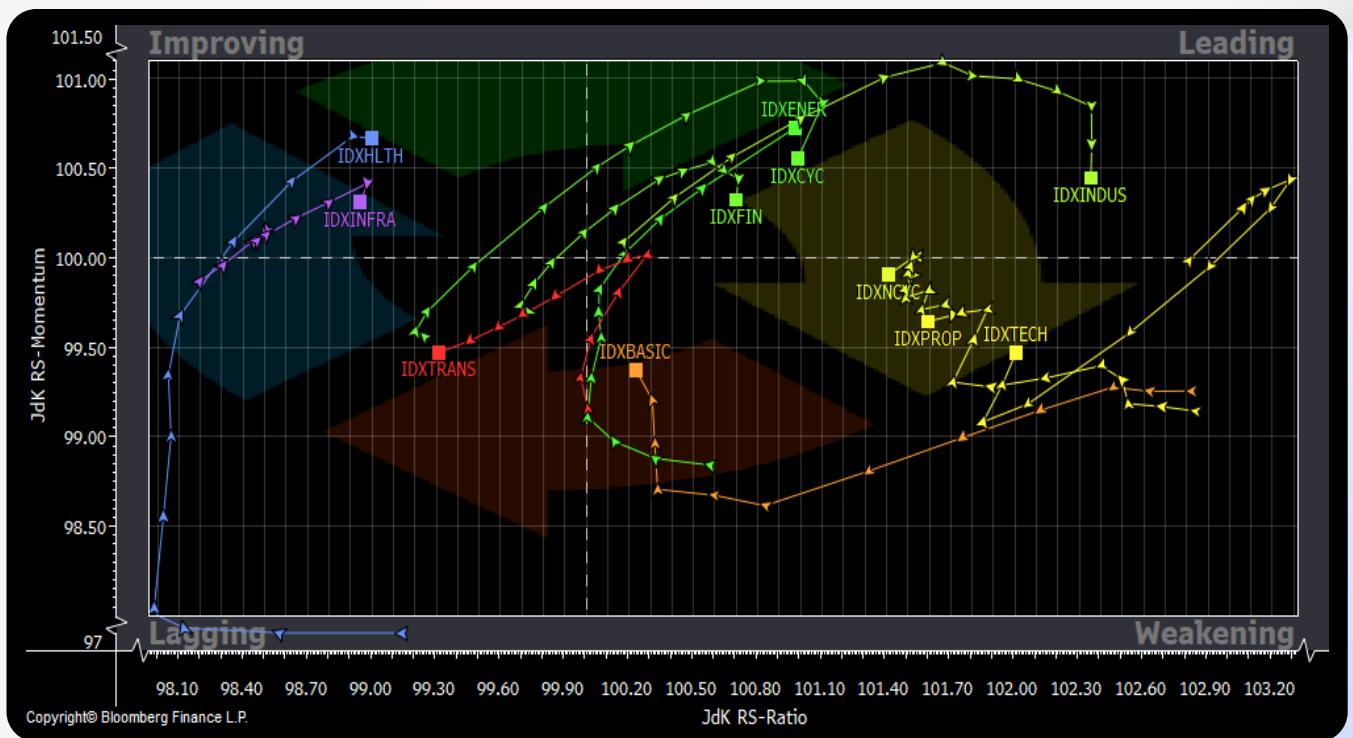 101.50
Improving
Leading
101.00
100.50
100.00
99.50
99.00
98.50
97
JdK RS-Momentum
IDXENER
IDXHLTH
IDXCYC
IDXINDUS
IDXINFRA
IDXFIN
IDXNCYC
IDXPROP
IDXTECH
IDXBASIC
IDXTRANS
Lagging
Weakening
98.10 98.40 98.70 99.00 99.30 99.60 99.90 100.20 100.50 100.80 101.10 101.40 101.70 102.00 102.30 102.60 102.90 103.20
Copyright© Bloomberg Finance L.P.
JdK RS-Ratio